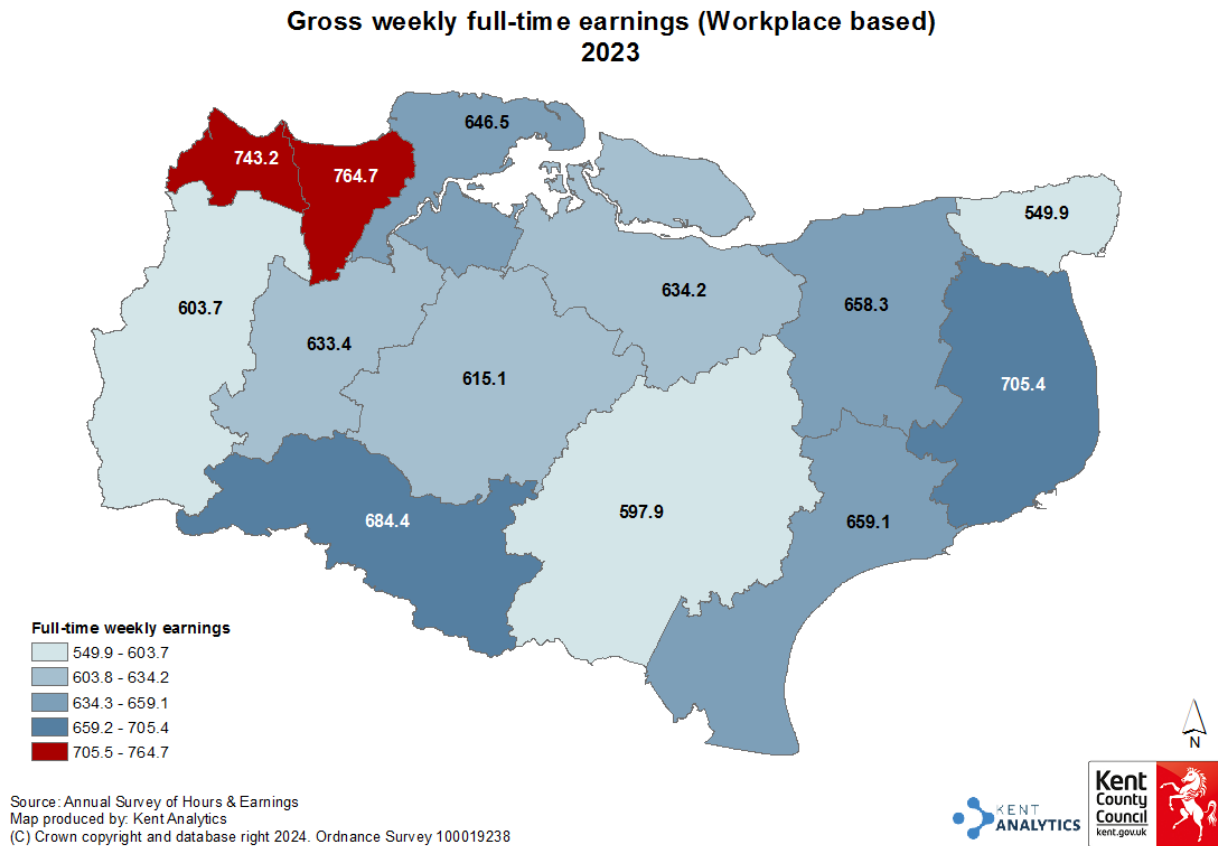 Gross weekly full-time earnings (Workplace based)
2023
646.5
743.2
764.7
549.9
603.7
634.2
658.3
633.4
615.1
705.4
684.4
597.9
659.1
Full-time weekly earnings
549.9 - 603.7
603.8 - 634.2
634.3 - 659.1
659.2 - 705.4
705.5 - 764.7
N
Source: Annual Survey of Hours & Earnings
Map produced by: Kent Analytics
(C) Crown copyright and database right 2024. Ordnance Survey 100019238
KENT
ANALYTICS
Kent
County
Council
kent.gov.uk